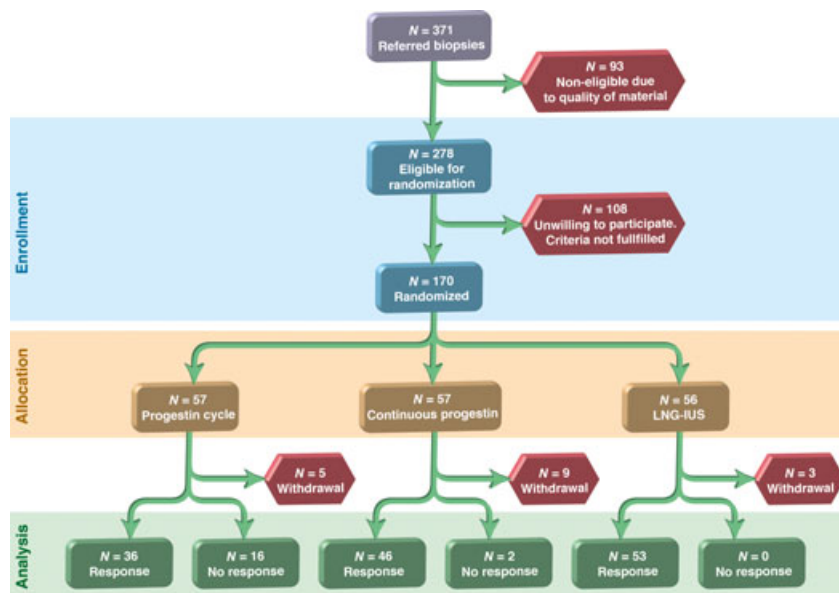 N = 371
Referred biopsies
N = 93
Non-eligible due
to quality of material
Enrollment
N = 278
Eligible for
randomization
N = 108
Unwilling to participate.
Criteria not fullfilled
N = 170
Randomized
Allocation
N = 57
Progestin cycle
N = 57
Continuous progestin
N = 56
LNG-IUS
N = 5
Withdrawal
N = 9
Withdrawal
N = 3
Withdrawal
Analysis
N = 36
Response
N = 16
No response
N = 46
Response
N = 2
No response
N = 53
Response
N = 0
No response